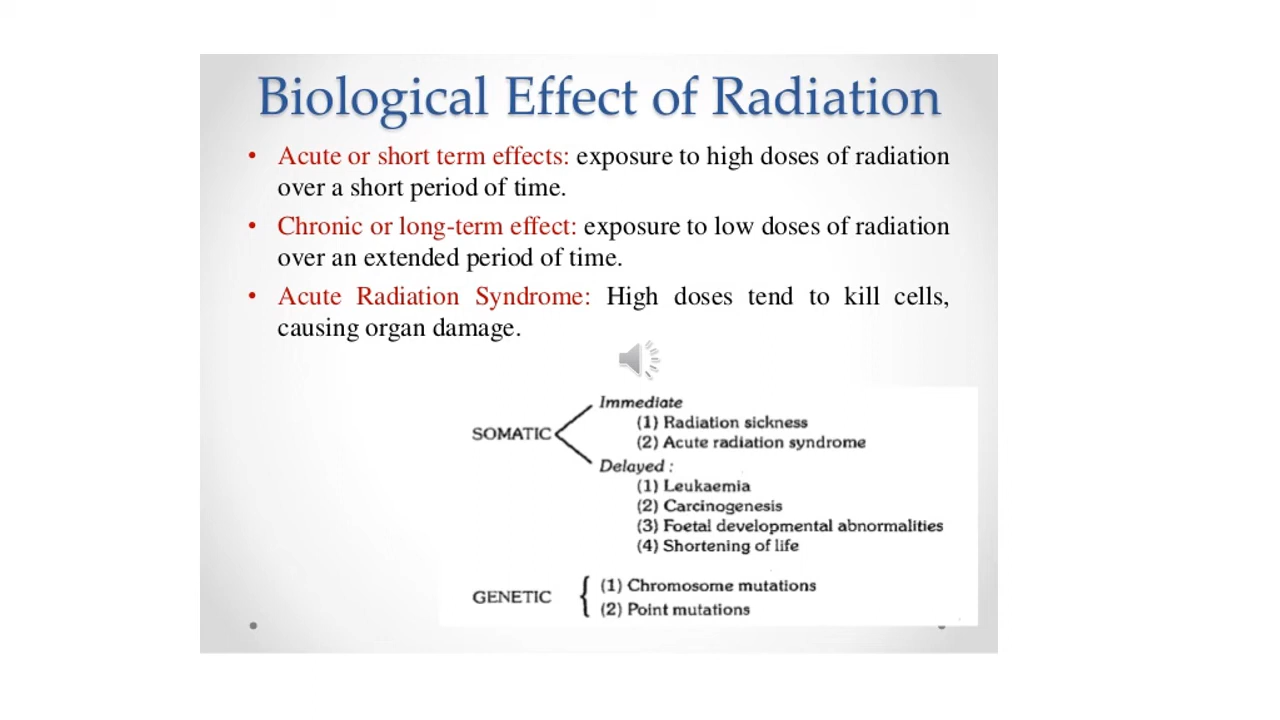 Biological Effect of Radiation
• Acute or short term effects: exposure to high doses of radiation
over a short period of time.
• Chronic or long-term effect: exposure to low doses of radiation
over an extended period of time.
• Acute Radiation Syndrome: High doses tend to kill cells,
causing organ damage.
Immediate
SOMATIC
(1) Radiation sickness
(2) Acute radiation syndrome
Delayed :
(1) Leukaemia
(2) Carcinogenesis
(3) Foetal developmental abnormalities
(4) Shortening of life
GENETIC
(1) Chromosome mutations
(2) Point mutations